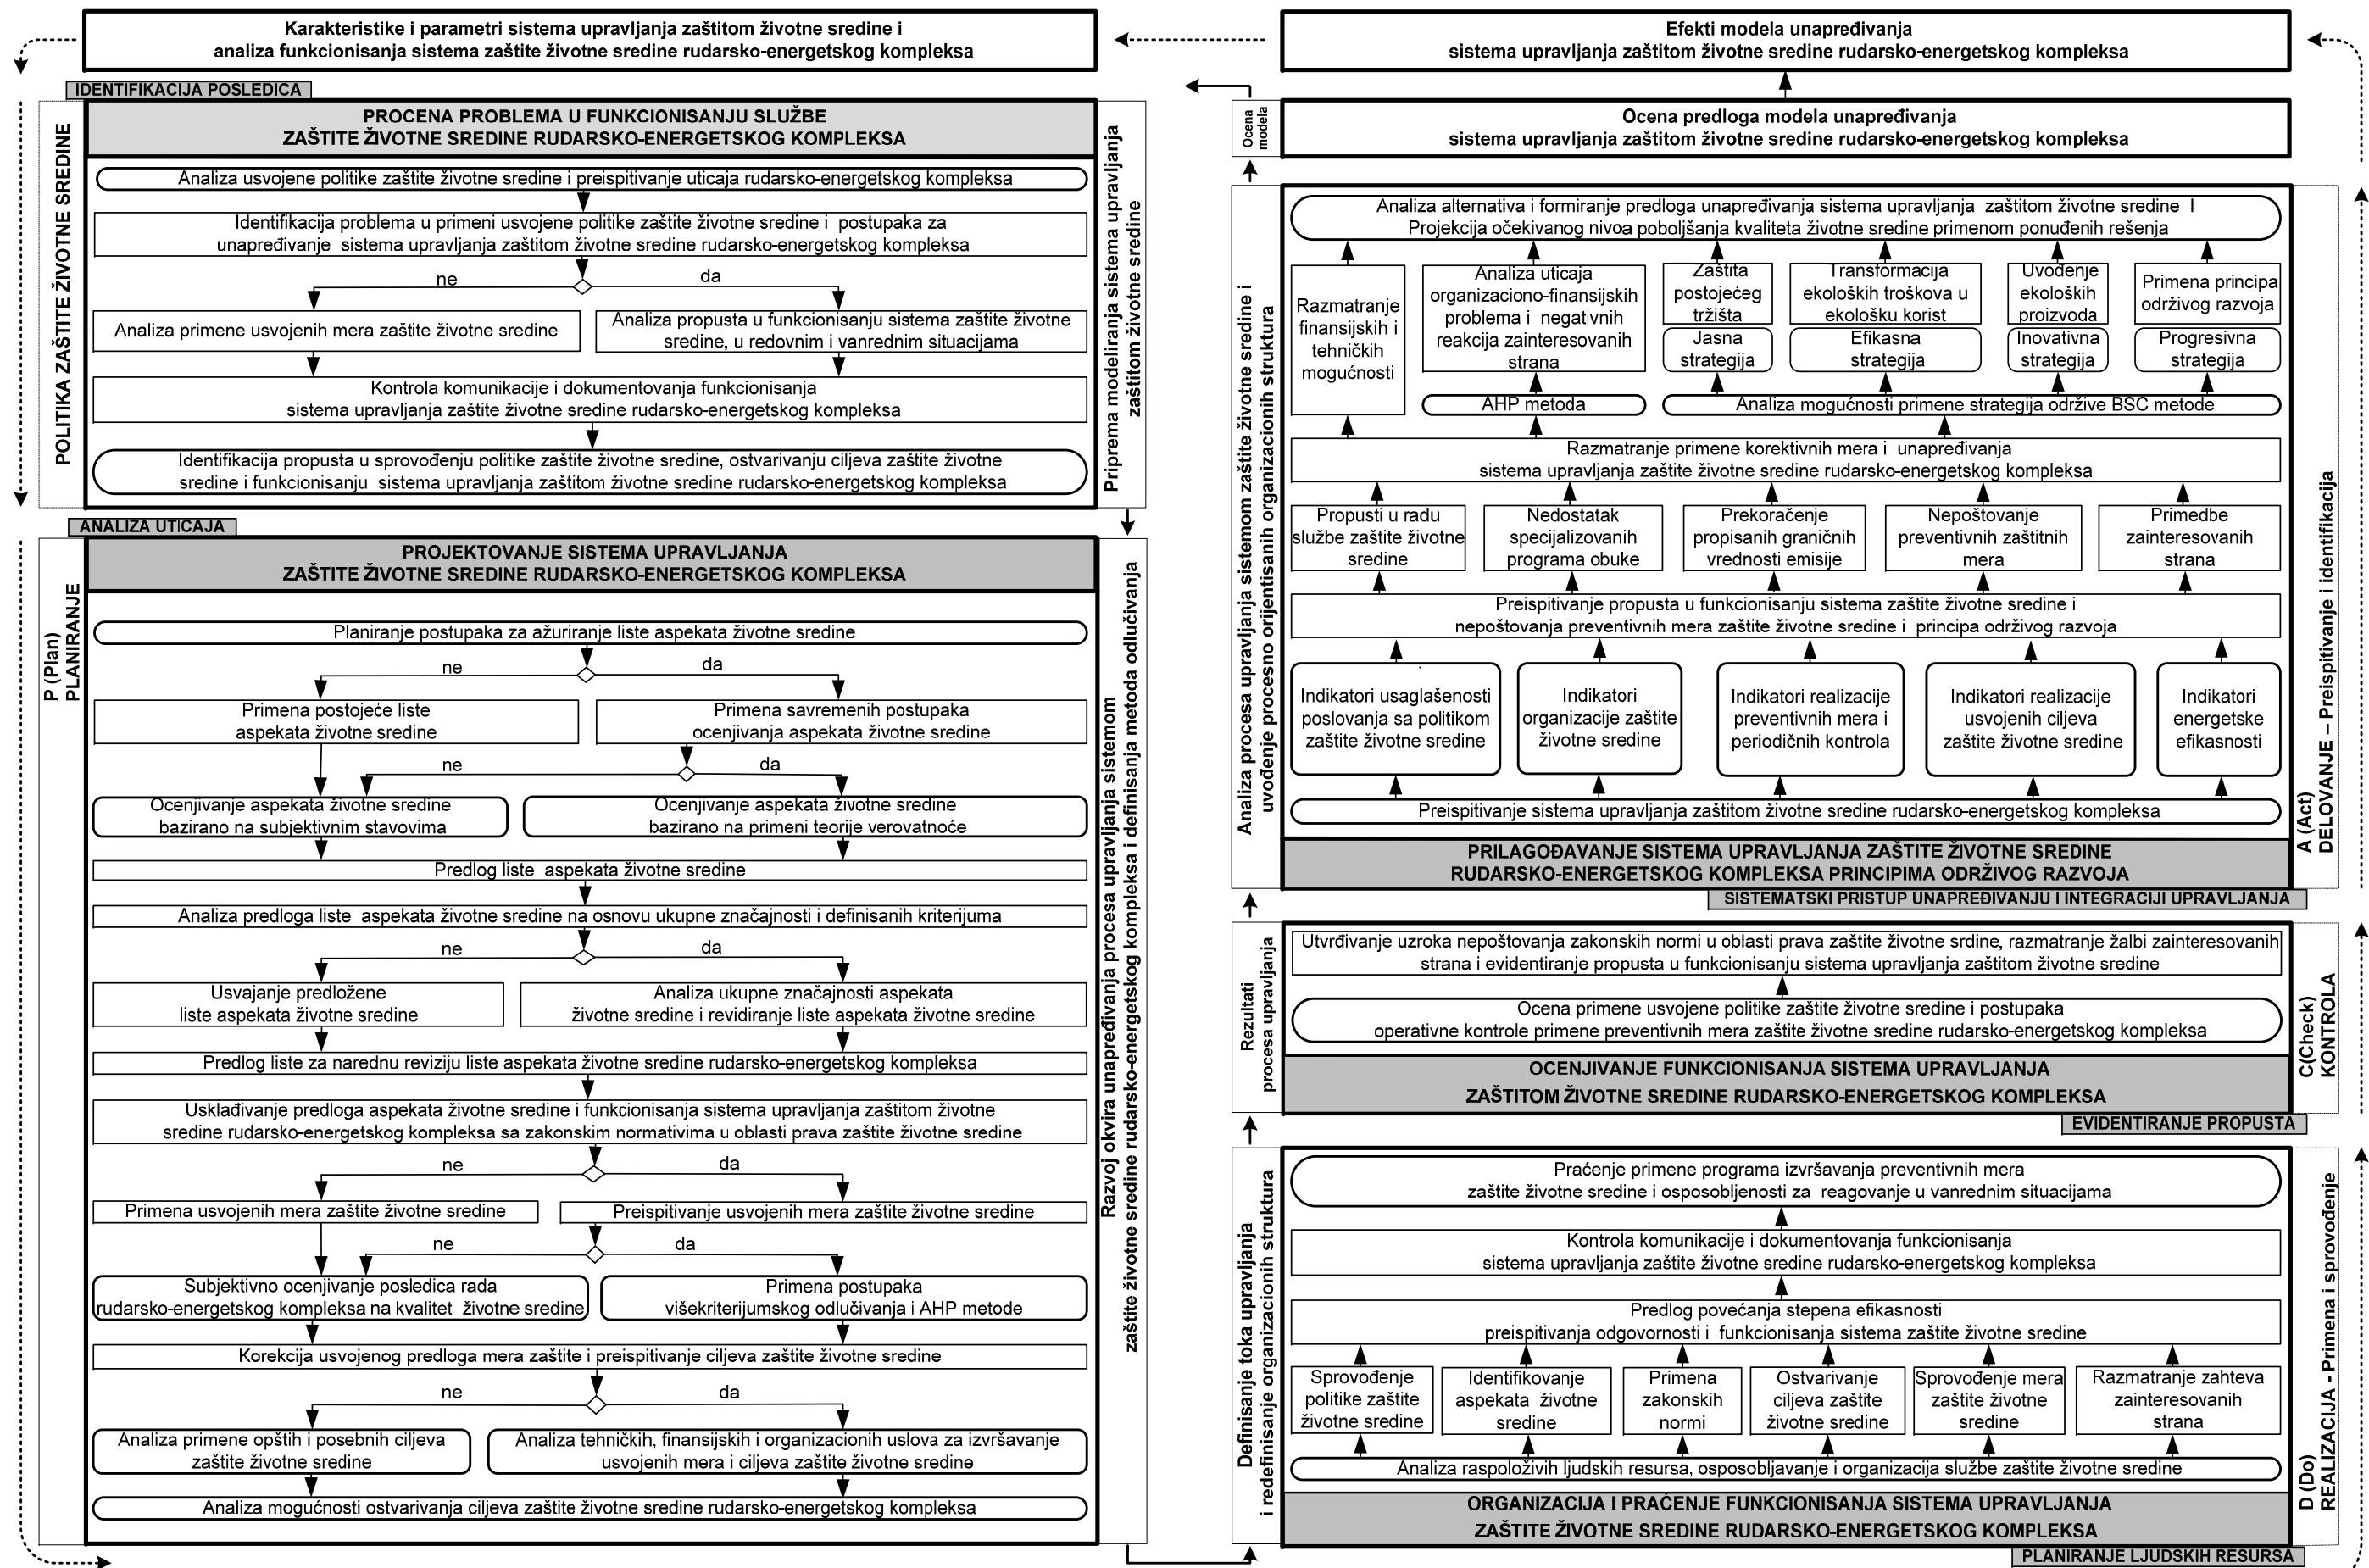 Karakteristike i parametri sistema upravljanja zaštitom životne sredine i
analiza funkcionisanja sistema zaštite životne sredine rudarsko-energetskog kompleksa
IDENTIFIKACIJA POSLEDICA
POLITIKA ZAŠTITE ŽIVOTNE SREDINE
PROCENA PROBLEMA U FUNKCIONISANJU SLUŽBE
ZAŠTITE ŽIVOTNE SREDINE RUDARSKO-ENERGETSKOG KOMPLEKSA
Analiza usvojene politike zaštite životne sredine i preispitivanje uticaja rudarsko-energetskog kompleksa
Identifikacija problema u primeni usvojene politike zaštite životne sredine i postupaka za
unapređivanje sistema upravljanja zaštitom životne sredine rudarsko-energetskog kompleksa
ne
da
Analiza primene usvojenih mera zaštite životne sredine
Analiza propusta u funkcionisanju sistema zaštite životne
sredine, u redovnim i vanrednim situacijama
Kontrola komunikacije i dokumentovanja funkcionisanja
sistema upravljanja zaštite životne sredine rudarsko-energetskog kompleksa
Identifikacija propusta u sprovođenju politike zaštite životne sredine, ostvarivanju ciljeva zaštite životne
sredine i funkcionisanju sistema upravljanja zaštitom životne sredine rudarsko-energetskog kompleksa
Priprema modeliranja sistema upravljanja
zaštitom životne sredine
ANALIZA UTICAJA
P (Plan)
PLANIRANJE
PROJEKTOVANJE SISTEMA UPRAVLJANJA
ZAŠTITE ŽIVOTNE SREDINE RUDARSKO-ENERGETSKOG KOMPLEKSA
Planiranje postupaka za ažuriranje liste aspekata životne sredine
ne
da
Primena postojeće liste
aspekata životne sredine
Primena savremenih postupaka
ocenjivanja aspekata životne sredine
ne
da
Ocenjivanje aspekata životne sredine
bazirano na subjektivnim stavovima
Ocenjivanje aspekata životne sredine
bazirano na primeni teorije verovatnoće
Predlog liste aspekata životne sredine
Analiza predloga liste aspekata životne sredine na osnovu ukupne značajnosti i definisanih kriterijuma
ne
da
Usvajanje predložene
liste aspekata životne sredine
Analiza ukupne značajnosti aspekata
životne sredine i revidiranje liste aspekata životne sredine
Predlog liste za narednu reviziju liste aspekata životne sredine rudarsko-energetskog kompleksa
Usklađivanje predloga aspekata životne sredine i funkcionisanja sistema upravljanja zaštitom životne
sredine rudarsko-energetskog kompleksa sa zakonskim normativima u oblasti prava zaštite životne sredine
ne
da
Primena usvojenih mera zaštite životne sredine
Preispitivanje usvojenih mera zaštite životne sredine
ne
da
Subjektivno ocenjivanje posledica rada
rudarsko-energetskog kompleksa na kvalitet životne sredine
Primena postupaka
višekriterijumskog odlučivanja i AHP metode
Korekcija usvojenog predloga mera zaštite i preispitivanje ciljeva zaštite životne sredine
ne
da
Analiza primene opštih i posebnih ciljeva
zaštite životne sredine
Analiza tehničkih, finansijskih i organizacionih uslova za izvršavanje
usvojenih mera i ciljeva zaštite životne sredine
Analiza mogućnosti ostvarivanja ciljeva zaštite životne sredine rudarsko-energetskog kompleksa
Razvoj okvira unapređivanja procesa upravljanja sistemom
zaštite životne sredine rudarsko-energetskog kompleksa i definisanja metoda odlučivanja
Efekti modela unapređivanja
sistema upravljanja zaštitom životne sredine rudarsko-energetskog kompleksa
Ocena
modela
Ocena predloga modela unapređivanja
sistema upravljanja zaštitom životne sredine rudarsko-energetskog kompleksa
Analiza procesa upravljanja sistemom zaštite životne sredine i
uvođenje procesno orijentisanih organizacionih struktura
Analiza alternativa i formiranje predloga unapređivanja sistema upravljanja zaštitom životne sredine I
Projekcija očekivanog nivoa poboljšanja kvaliteta životne sredine primenom ponuđenih rešenja
Razmatranje
finansijskih i
tehničkih
mogućnosti
Analiza uticaja
organizaciono-finansijskih
problema i negativnih
reakcija zainteresovanih
strana
Zaštita
postojećeg
tržišta
Transformacija
ekoloških troškova u
ekološku korist
Uvođenje
ekoloških
proizvoda
Primena principa
održivog razvoja
Jasna
strategija
Efikasna
strategija
Inovativna
strategija
Progresivna
strategija
AHP metoda
Analiza mogućnosti primene strategija održive BSC metode
Razmatranje primene korektivnih mera i unapređivanja
sistema upravljanja zaštite životne sredine rudarsko-energetskog kompleksa
Propusti u radu
službe zaštite životne
sredine
Nedostatak
specijalizovanih
programa obuke
Prekoračenje
propisanih graničnih
vrednosti emisije
Nepoštovanje
preventivnih zaštitnih
mera
Primedbe
zainteresovanih
strana
Preispitivanje propusta u funkcionisanju sistema zaštite životne sredine i
nepoštovanja preventivnih mera zaštite životne sredine i principa održivog razvoja
Indikatori usaglašenosti
poslovanja sa politikom
zaštite životne sredine
Indikatori
organizacije zaštite
životne sredine
Indikatori realizacije
preventivnih mera i
periodičnih kontrola
Indikatori realizacije
usvojenih ciljeva
zaštite životne sredine
Indikatori
energetske
efikasnosti
Preispitivanje sistema upravljanja zaštitom životne sredine rudarsko-energetskog kompleksa
PRILAGOĐAVANJE SISTEMA UPRAVLJANJA ZAŠTITE ŽIVOTNE SREDINE
RUDARSKO-ENERGETSKOG KOMPLEKSA PRINCIPIMA ODRŽIVOG RAZVOJA
A (Act)
DELOVANJE – Preispitivanje i identifikacija
SISTEMATSKI PRISTUP UNAPREĐIVANJU I INTEGRACIJI UPRAVLJANJA
Rezultati
procesa upravljanja
Utvrđivanje uzroka nepoštovanja zakonskih normi u oblasti prava zaštite životne srdine, razmatranje žalbi zainteresovanih
strana i evidentiranje propusta u funkcionisanju sistema upravljanja zaštitom životne sredine
Ocena primene usvojene politike zaštite životne sredine i postupaka
operativne kontrole primene preventivnih mera zaštite životne sredine rudarsko-energetskog kompleksa
OCENJIVANJE FUNKCIONISANJA SISTEMA UPRAVLJANJA
ZAŠTITOM ŽIVOTNE SREDINE RUDARSKO-ENERGETSKOG KOMPLEKSA
C(Check)
KONTROLA
EVIDENTIRANJE PROPUSTA
Definisanje toka upravljanja
i redefinisanje organizacionih struktura
Praćenje primene programa izvršavanja preventivnih mera
zaštite životne sredine i osposobljenosti za reagovanje u vanrednim situacijama
Kontrola komunikacije i dokumentovanja funkcionisanja
sistema upravljanja zaštite životne sredine rudarsko-energetskog kompleksa
Predlog povećanja stepena efikasnosti
preispitivanja odgovornosti i funkcionisanja sistema zaštite životne sredine
Sprovođenje
politike zaštite
životne sredine
Identifikovanje
aspekata životne
sredine
Primena
zakonskih
normi
Ostvarivanje
ciljeva zaštite
životne sredine
Sprovođenje mera
zaštite životne
sredine
Razmatranje zahteva
zainteresovanih
strana
Analiza raspoloživih ljudskih resursa, osposobljavanje i organizacija službe zaštite životne sredine
ORGANIZACIJA I PRAĆENJE FUNKCIONISANJA SISTEMA UPRAVLJANJA
ZAŠTITE ŽIVOTNE SREDINE RUDARSKO-ENERGETSKOG KOMPLEKSA
D (Do)
REALIZACIJA - Primena i sprovođenje
PLANIRANJE LJUDSKIH RESURSA